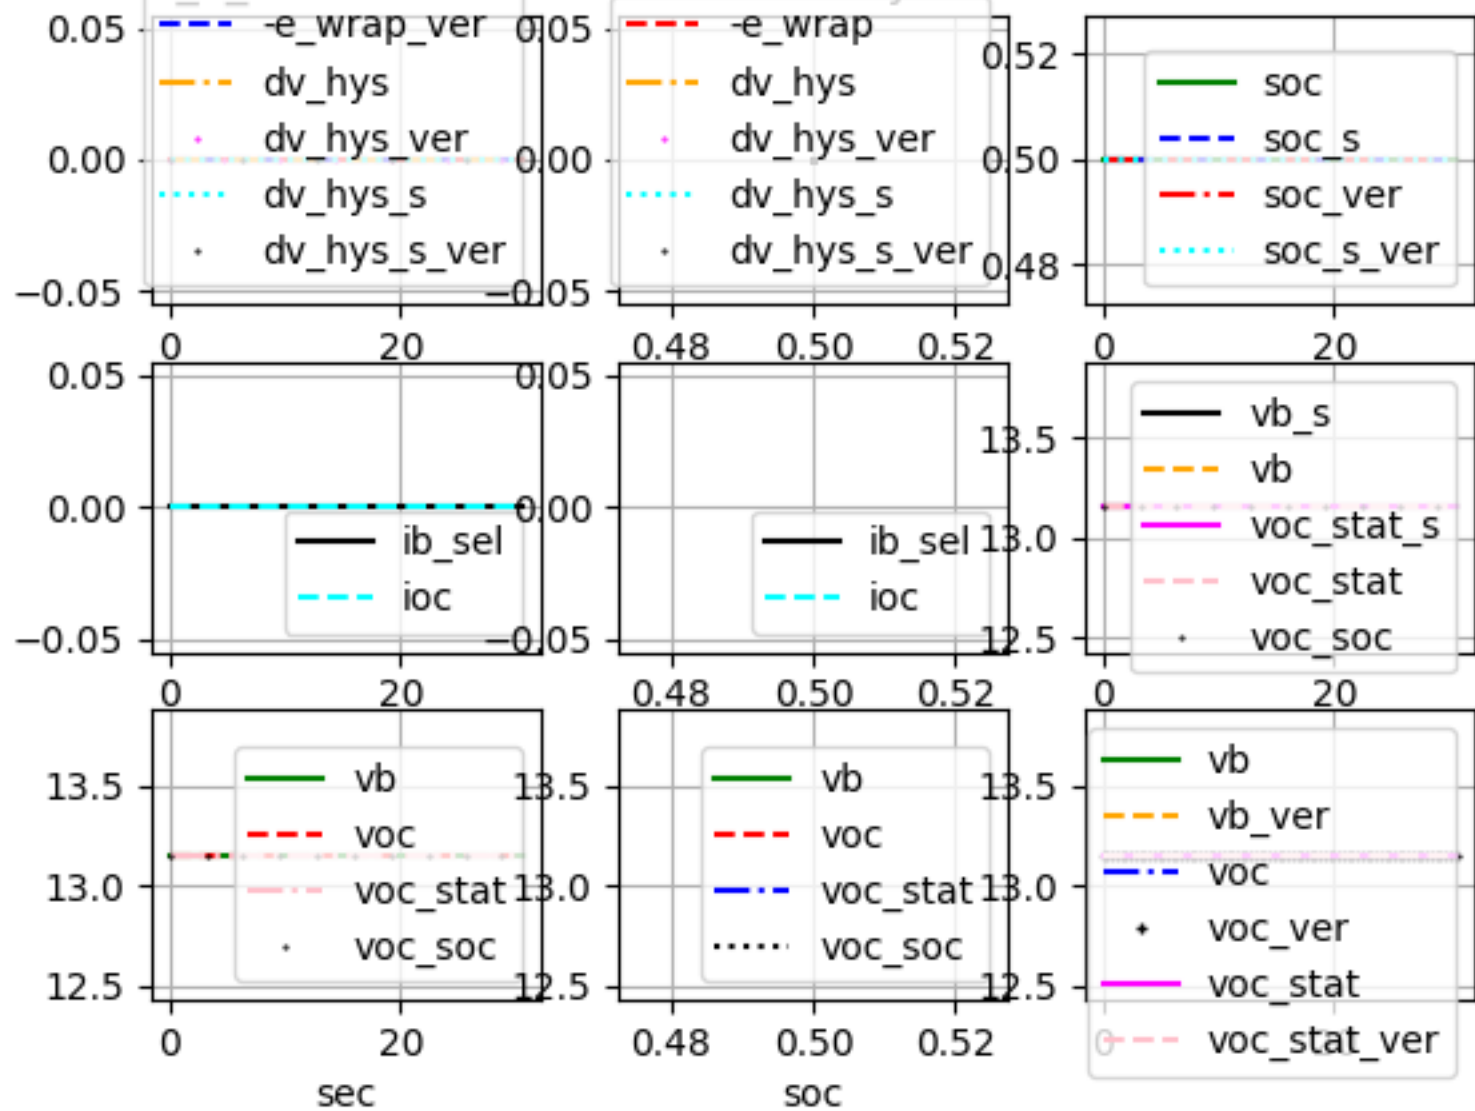 0.05
0.00
−0.05
-e_wrap_ver
dv_hys
dv_hys_ver
dv_hys_s
dv_hys_s_ver
0
20
0.05
0.00
−0.05
-e_wrap
dv_hys
dv_hys_ver
dv_hys_s
dv_hys_s_ver
0.48
0.50
0.52
0.52
0.50
0.48
soc
soc_s
soc_ver
soc_s_ver
0
20
0.05
0.00
−0.05
ib_sel
ioc
0
20
0.05
0.00
−0.05
ib_sel
ioc
0.48
0.50
0.52
13.5
13.0
12.5
vb_s
vb
voc_stat_s
voc_stat
voc_soc
0
20
13.5
13.0
12.5
vb
voc
voc_stat
voc_soc
0
20
sec
13.5
13.0
12.5
vb
voc
voc_stat
voc_soc
0.48
0.50
0.52
soc
13.5
13.0
12.5
vb
vb_ver
voc
voc_ver
voc_stat
voc_stat_ver
0